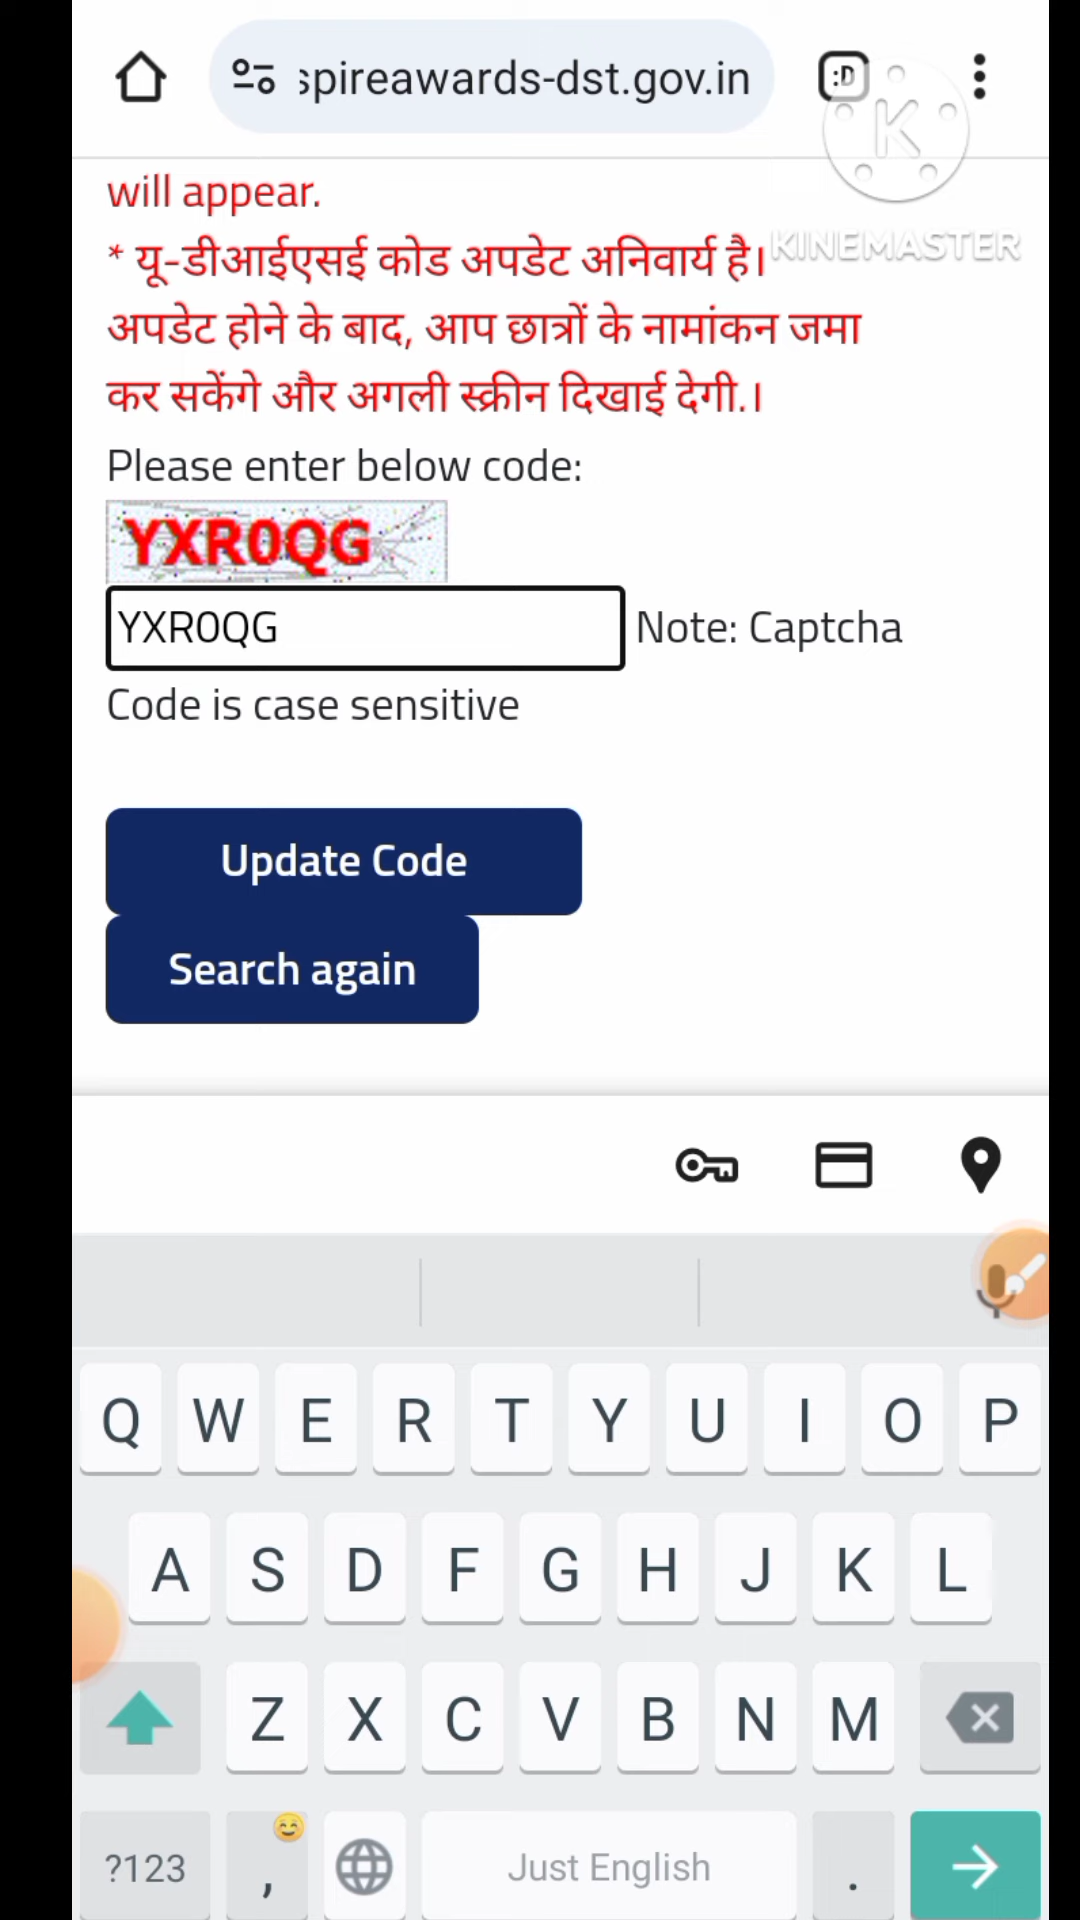 spireawards-dst.gov.in
:D
K
KINEMASTER
will appear.
* यू-डीआईएसई कोड अपडेट अनिवार्य है।
अपडेट होने के बाद, आप छात्रों के नामांकन जमा
कर सकेंगे और अगली स्क्रीन दिखाई देगी.।
Please enter below code:
YXR0QG
YXR0QG Note: Captcha
Code is case sensitive
Update Code
Search again
Q W E R T Y U I O P
A S D F G H J K L
Z X C V B N M
?123 , Just English .